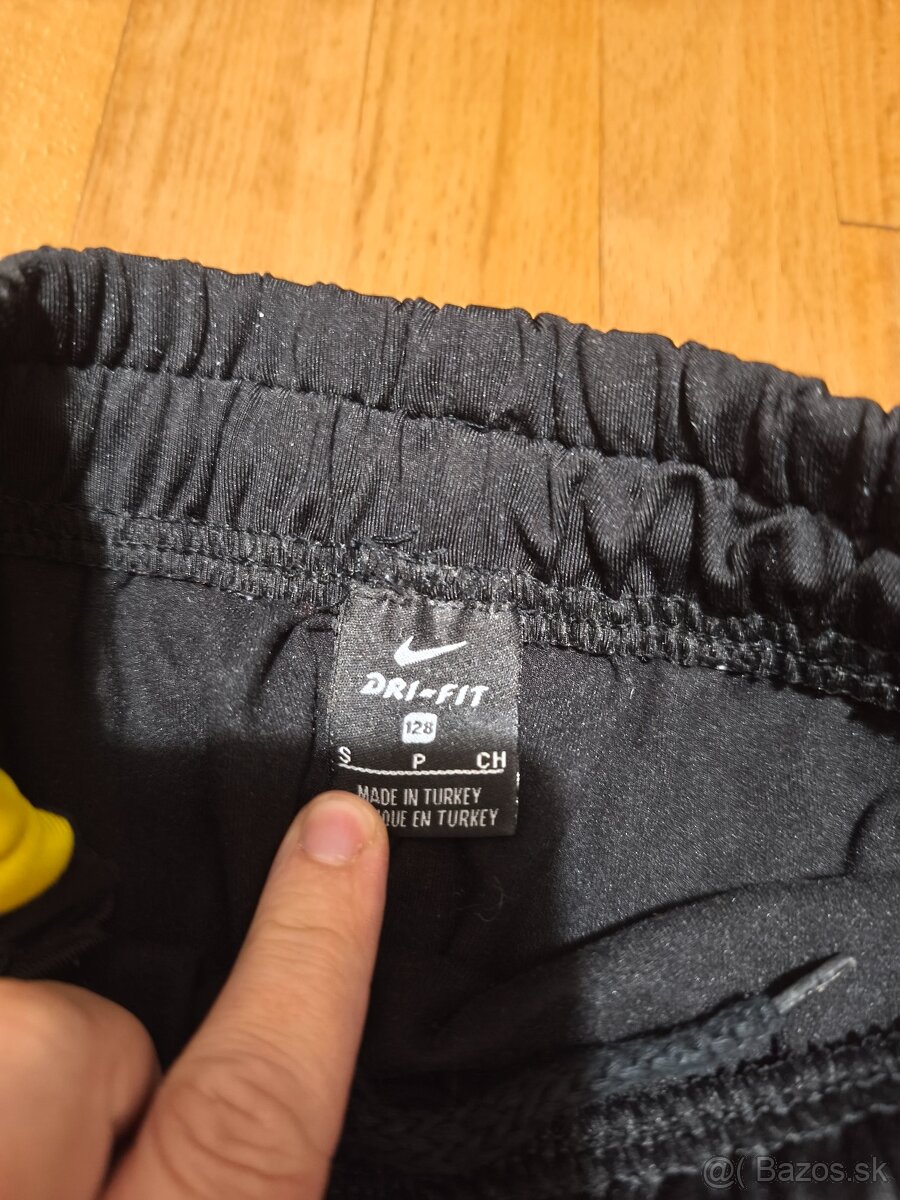 DRI-FIT
128
S P CH
MADE IN TURKEY
QUE EN TURKEY
@( Bazos.sk